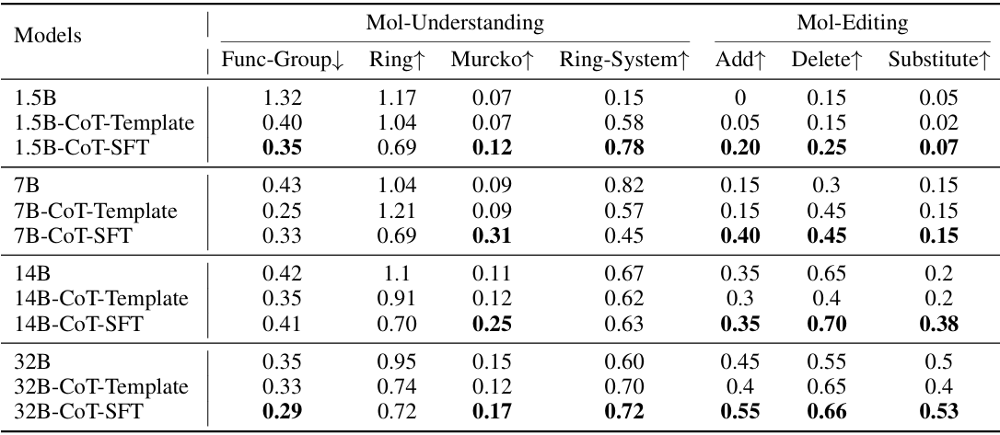 Models Mol-Understanding Mol-Editing
Func-Group↓ Ring↑ Murcko↑ Ring-System↑ Add↑ Delete↑ Substitute↑
1.5B 1.32 1.17 0.07 0.15 0 0.15 0.05
1.5B-CoT-Template 0.40 1.04 0.07 0.58 0.05 0.15 0.02
1.5B-CoT-SFT 0.35 0.69 0.12 0.78 0.20 0.25 0.07
7B 0.43 1.04 0.09 0.82 0.15 0.3 0.15
7B-CoT-Template 0.25 1.21 0.09 0.57 0.15 0.45 0.15
7B-CoT-SFT 0.33 0.69 0.31 0.45 0.40 0.45 0.15
14B 0.42 1.1 0.11 0.67 0.35 0.65 0.2
14B-CoT-Template 0.35 0.91 0.12 0.62 0.3 0.4 0.2
14B-CoT-SFT 0.41 0.70 0.25 0.63 0.35 0.70 0.38
32B 0.35 0.95 0.15 0.60 0.45 0.55 0.5
32B-CoT-Template 0.33 0.74 0.12 0.70 0.4 0.65 0.4
32B-CoT-SFT 0.29 0.72 0.17 0.72 0.55 0.66 0.53